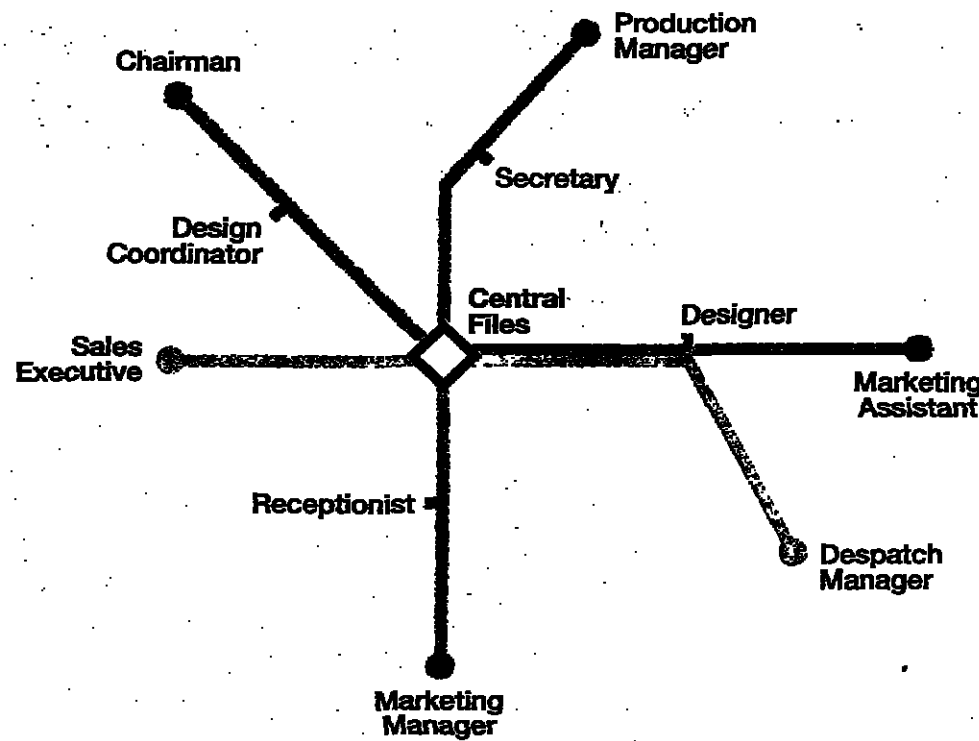 Production
Manager
Chairman
Secretary
Design
Coordinator
Central
Files
Designer
Sales
Executive
Marketing
Assistant
Receptionist
Despatch
Manager
Marketing
Manager